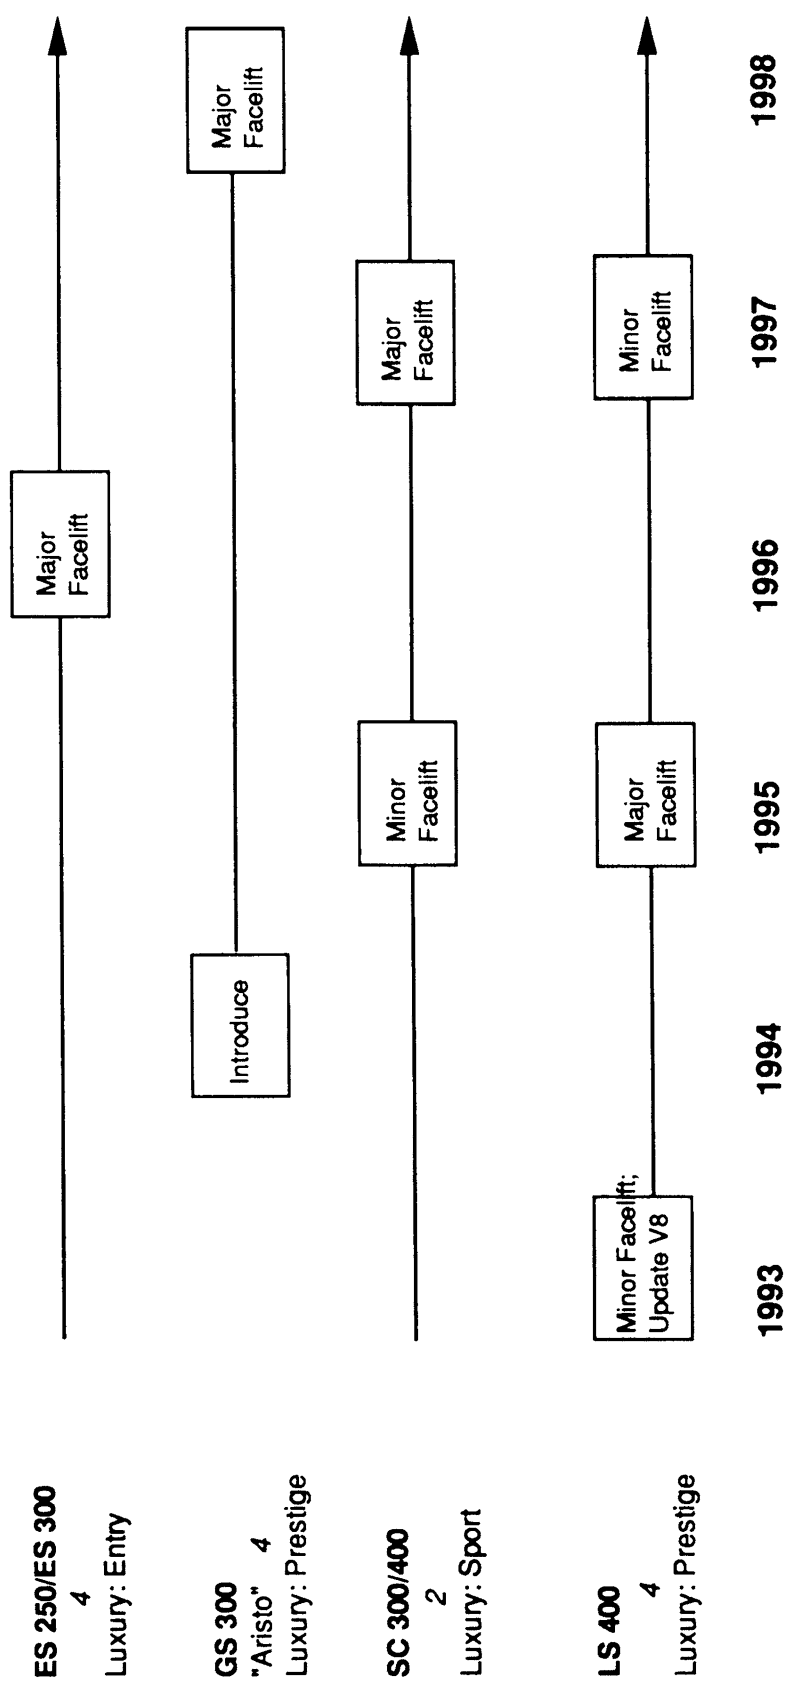 ES 250/ES 300
4
Luxury: Entry
Major
Facelift
GS 300
"Aristo" 4
Luxury: Prestige
Introduce
Major
Facelift
SC 300/400
2
Luxury: Sport
Minor
Facelift
Major
Facelift
LS 400
4
Luxury: Prestige
Minor Facelift;
Update V8
Major
Facelift
Minor
Facelift
1993 1994 1995 1996 1997 1998